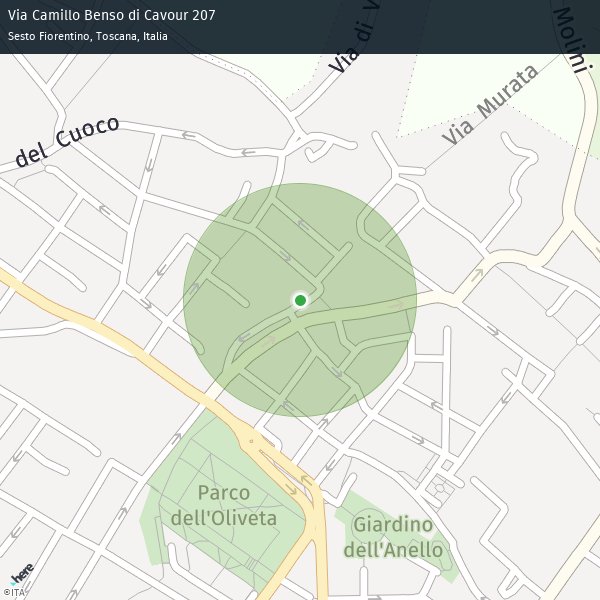 Via Camillo Benso di Cavour 207
Sesto Fiorentino, Toscana, Italia
Via di V
Molini
Via Murata
del Cuoco
Parco
dell'Oliveta
Giardino
dell'Anello
here
©ITA